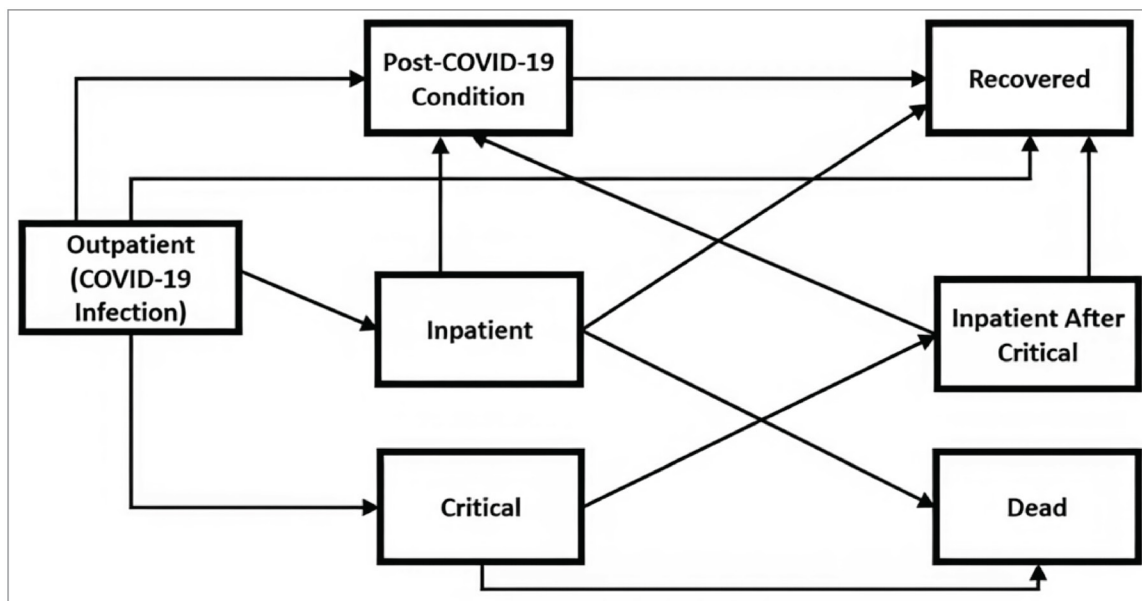 Post-COVID-19
Condition
Recovered
Outpatient
(COVID-19
Infection)
Inpatient
Inpatient After
Critical
Critical
Dead